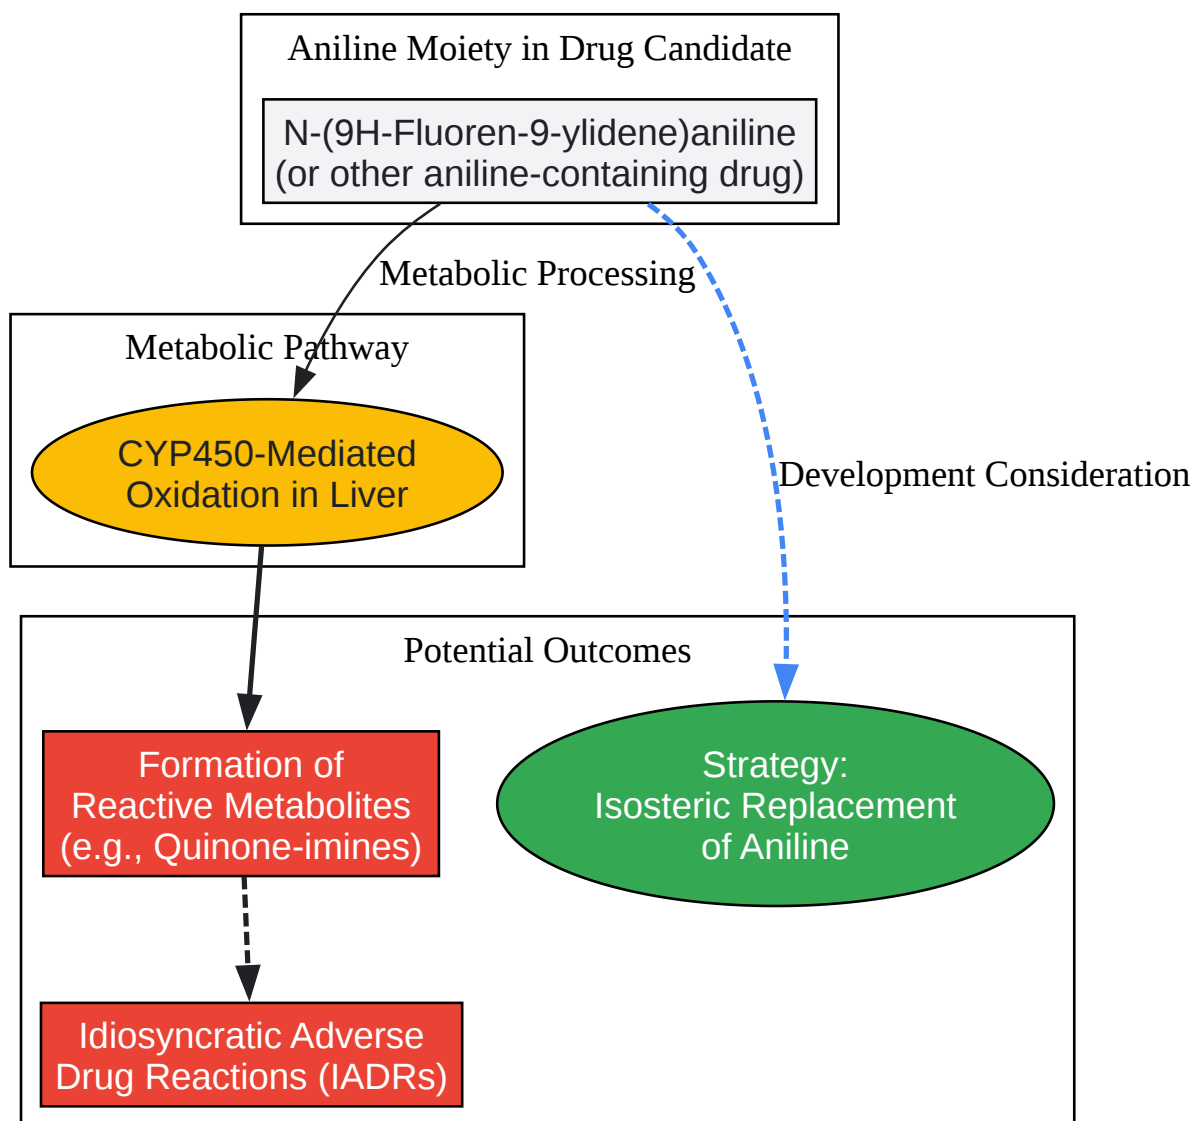 Aniline Moiety in Drug Candidate
N-(9H-Fluoren-9-ylidene)aniline
(or other aniline-containing drug)
Metabolic Processing
Metabolic Pathway
CYP450-Mediated
Oxidation in Liver
Development Consideration
Potential Outcomes
Formation of
Reactive Metabolites
(e.g., Quinone-imines)
Strategy:
Isosteric Replacement
of Aniline
Idiosyncratic Adverse
Drug Reactions (IADRs)